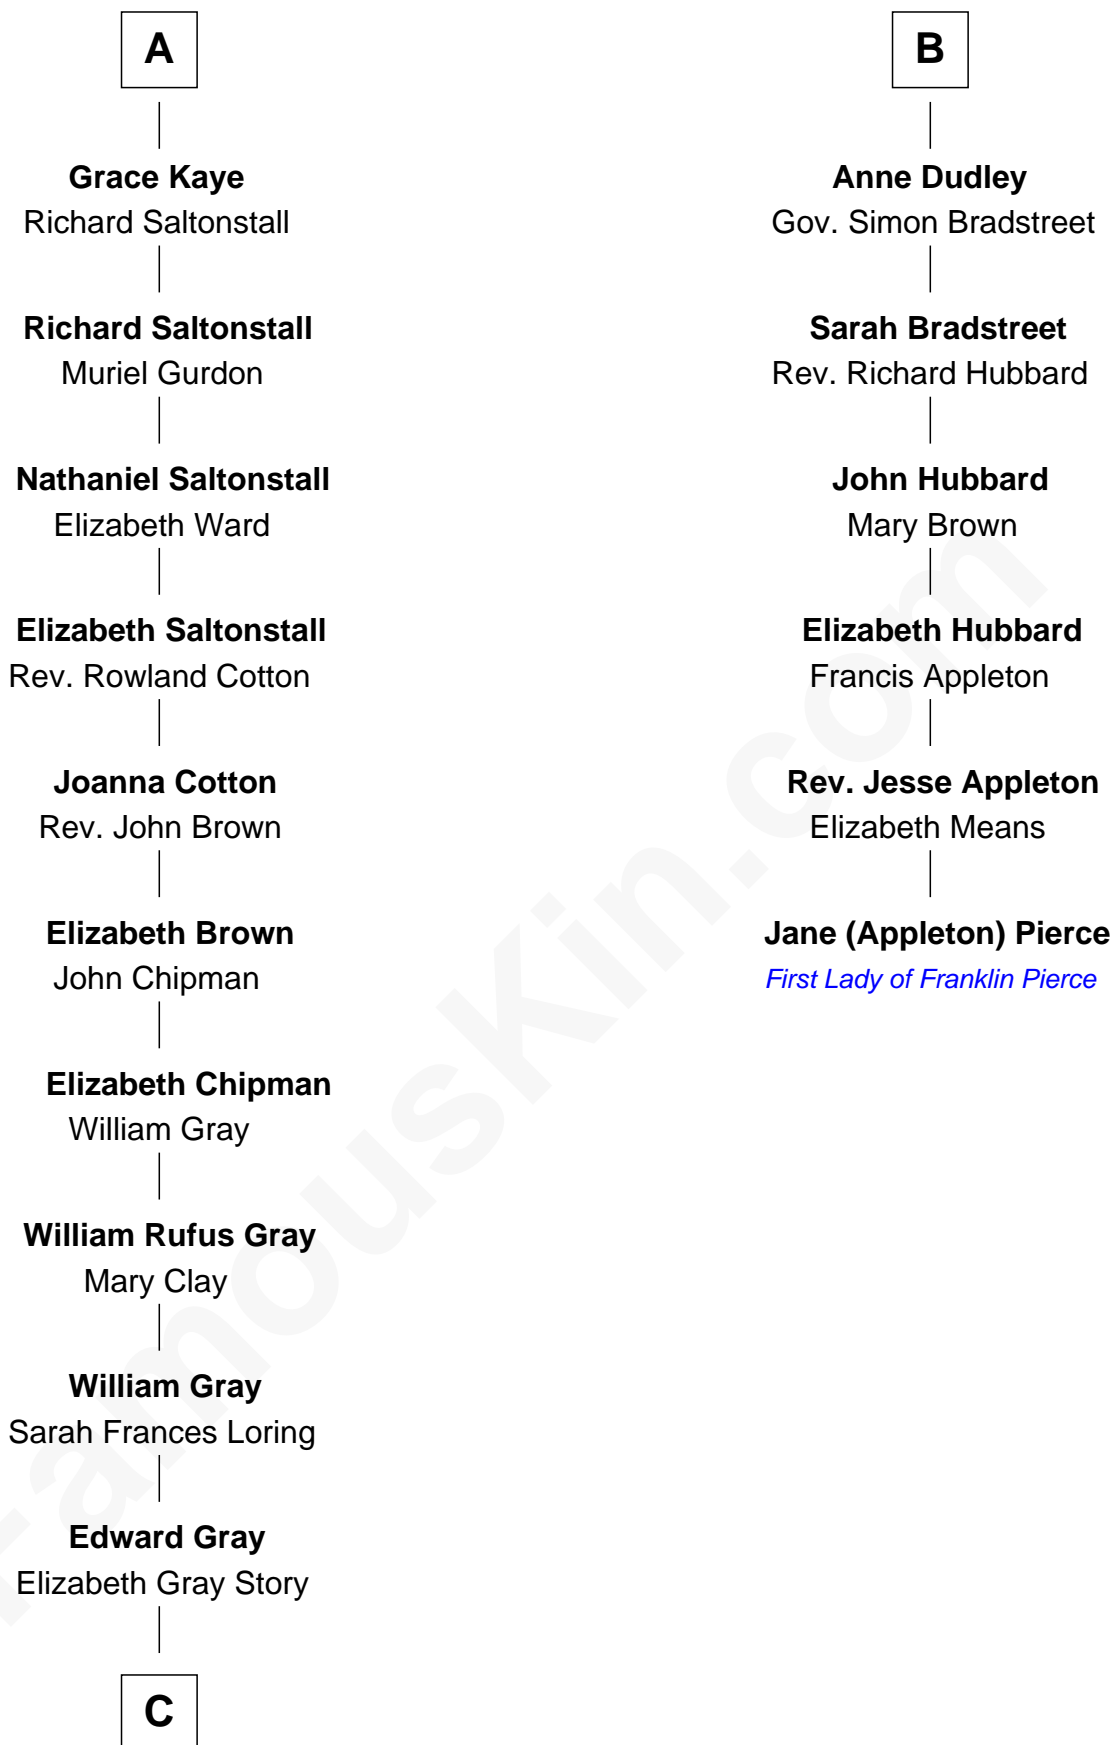 A
Grace Kaye
Richard Saltonstall
Richard Saltonstall
Muriel Gurdon
Nathaniel Saltonstall
Elizabeth Ward
Elizabeth Saltonstall
Rev. Rowland Cotton
Joanna Cotton
Rev. John Brown
Elizabeth Brown
John Chipman
Elizabeth Chipman
William Gray
William Rufus Gray
Mary Clay
William Gray
Sarah Frances Loring
Edward Gray
Elizabeth Gray Story
C
B
Anne Dudley
Gov. Simon Bradstreet
Sarah Bradstreet
Rev. Richard Hubbard
John Hubbard
Mary Brown
Elizabeth Hubbard
Francis Appleton
Rev. Jesse Appleton
Elizabeth Means
Jane (Appleton) Pierce
First Lady of Franklin Pierce
FamousKin.com